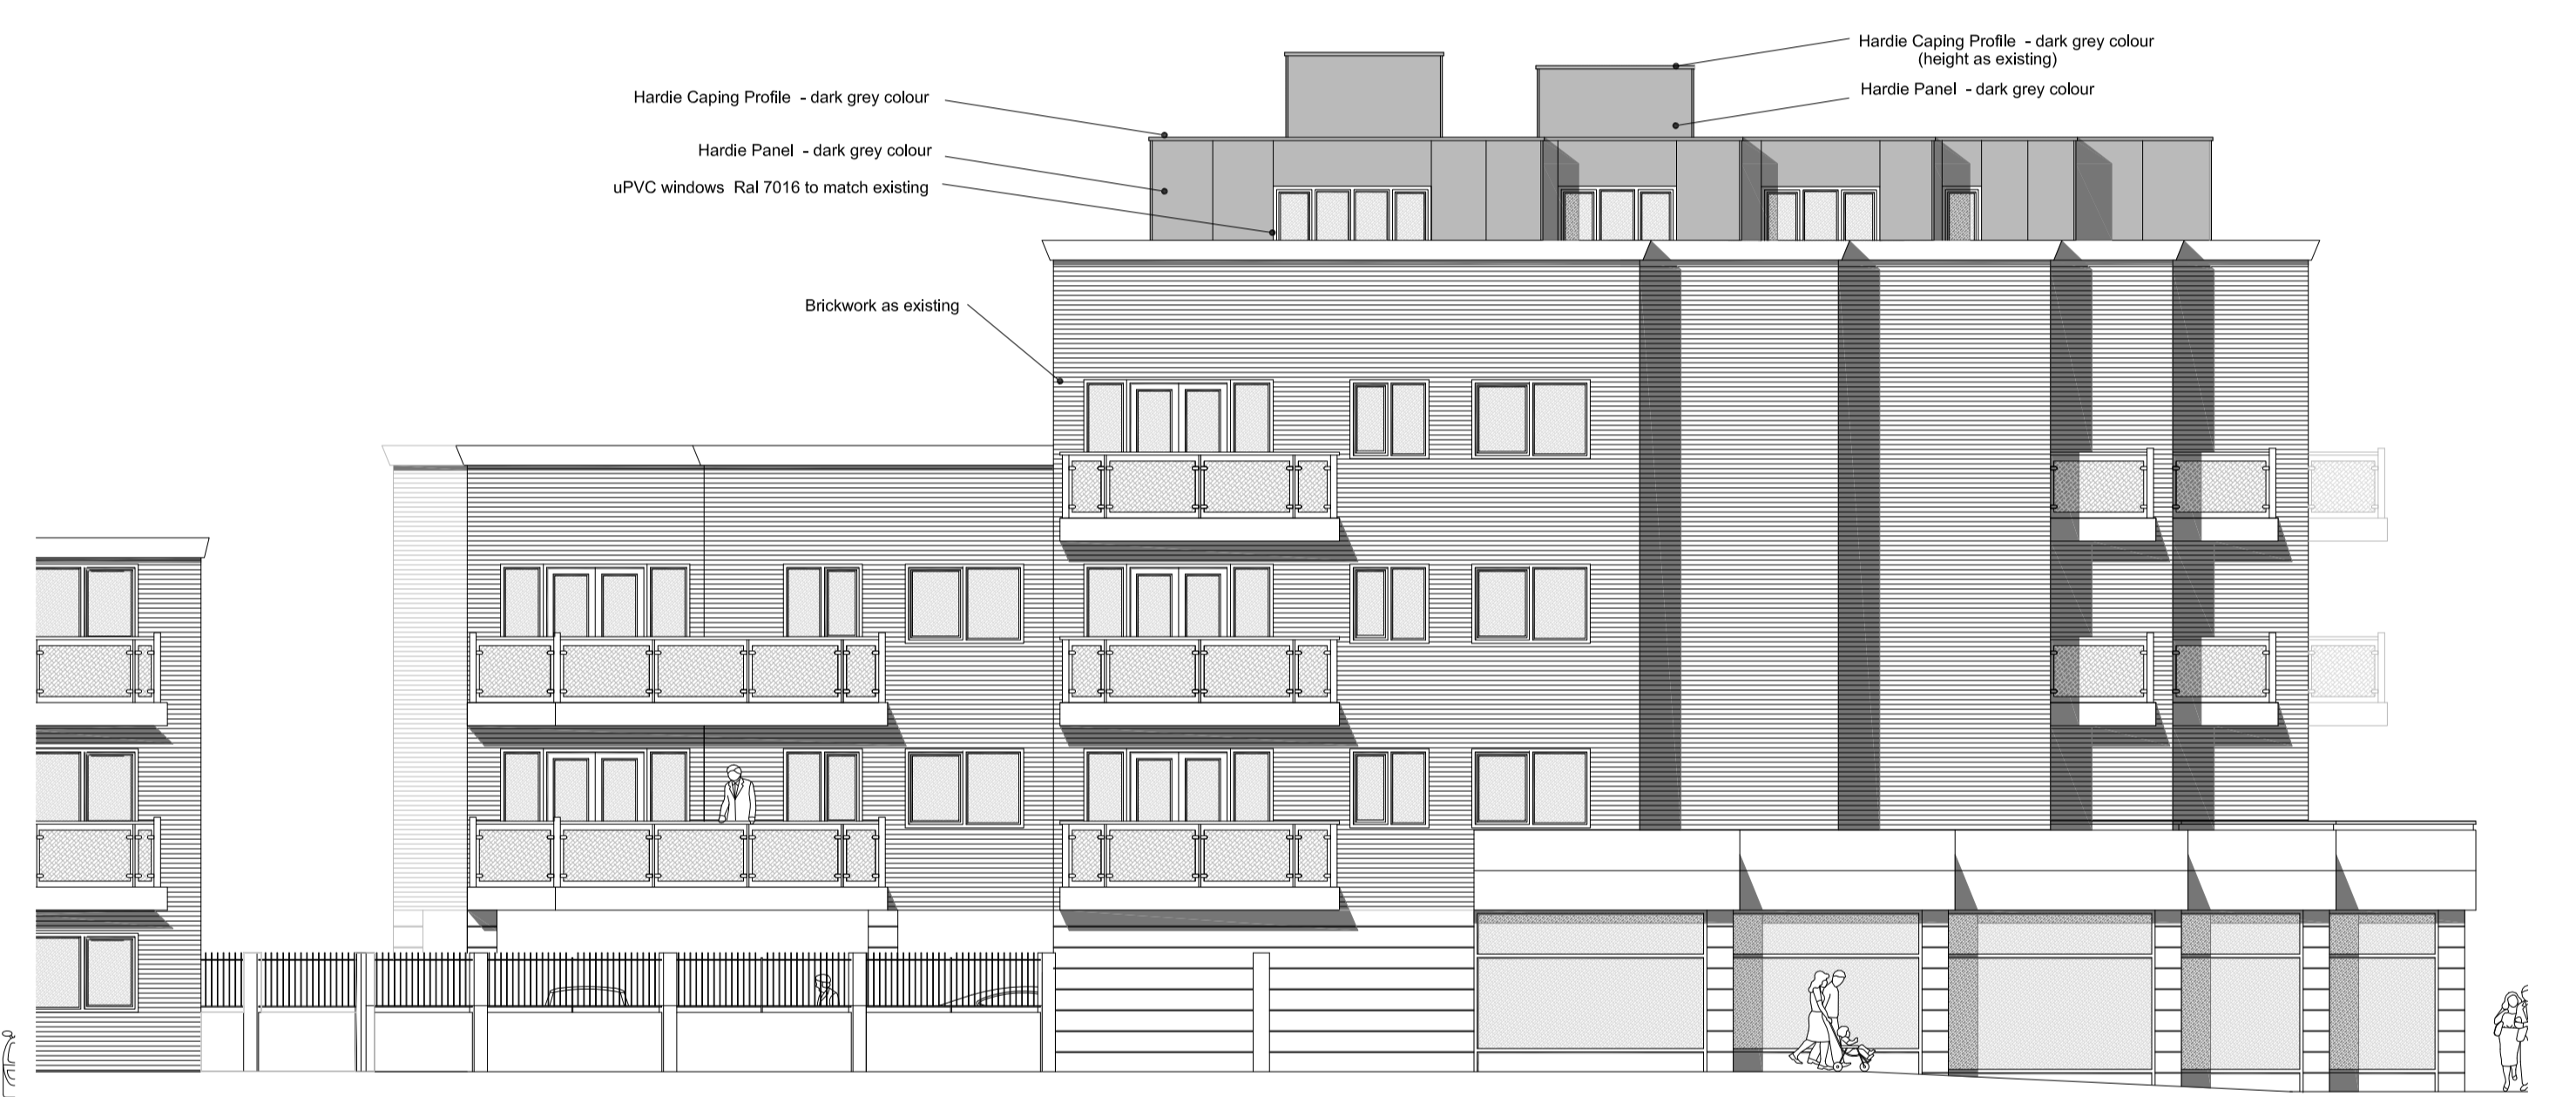 Hardie Caping Profile - dark grey colour
(height as existing)
Hardie Panel - dark grey colour
Hardie Caping Profile - dark grey colour
Hardie Panel - dark grey colour
uPVC windows Ral 7016 to match existing
Brickwork as existing